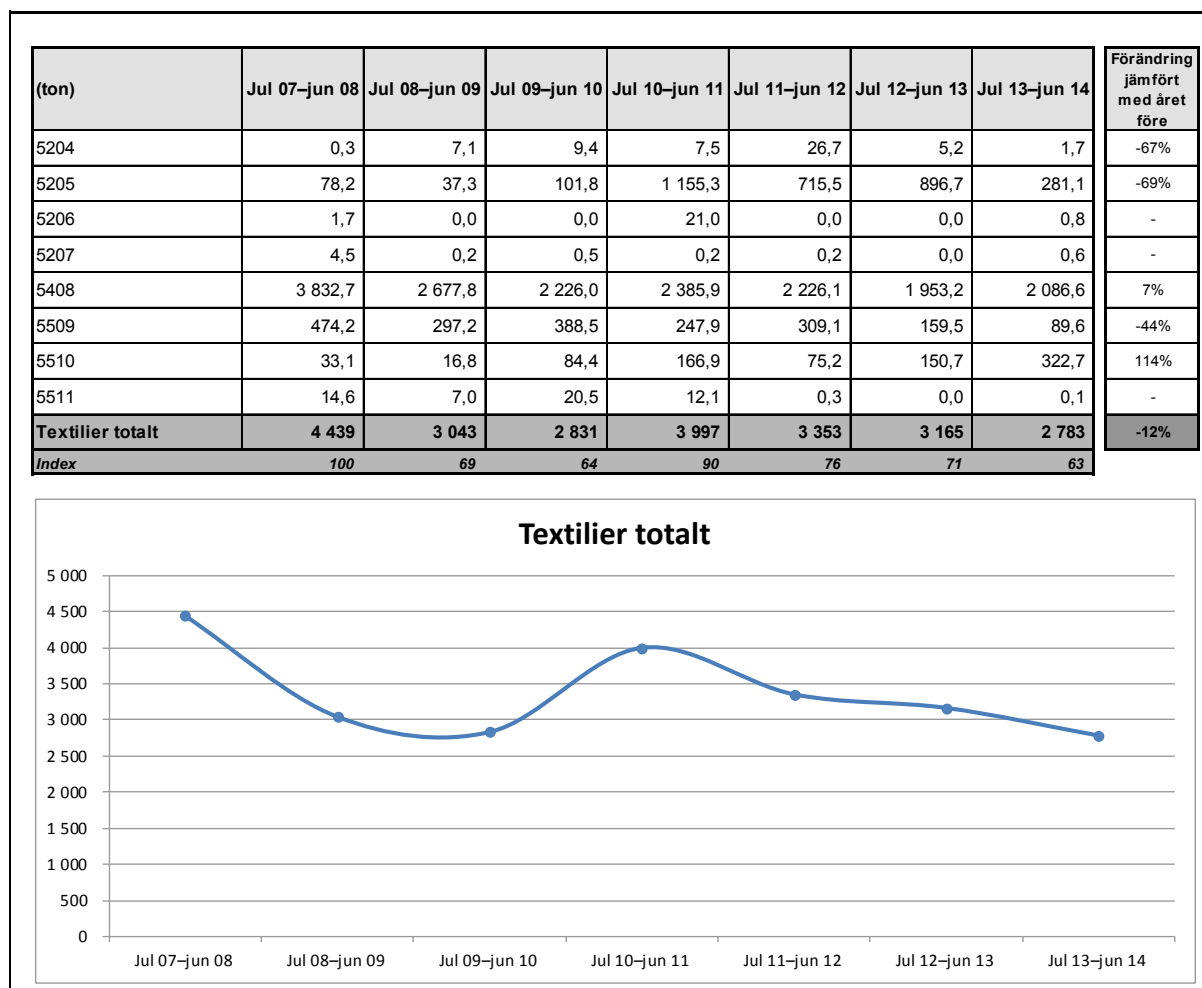 (ton) Jul 07–jun 08 Jul 08–jun 09 Jul 09–jun 10 Jul 10–jun 11 Jul 11–jun 12 Jul 12–jun 13 Jul 13–jun 14 Förändring jämfört med året före
5204 0,3 7,1 9,4 7,5 26,7 5,2 1,7 -67%
5205 78,2 37,3 101,8 1 155,3 715,5 896,7 281,1 -69%
5206 1,7 0,0 0,0 21,0 0,0 0,0 0,8 -
5207 4,5 0,2 0,5 0,2 0,2 0,0 0,6 -
5408 3 832,7 2 677,8 2 226,0 2 385,9 2 226,1 1 953,2 2 086,6 7%
5509 474,2 297,2 388,5 247,9 309,1 159,5 89,6 -44%
5510 33,1 16,8 84,4 166,9 75,2 150,7 322,7 114%
5511 14,6 7,0 20,5 12,1 0,3 0,0 0,1 -
Textilier totalt 4 439 3 043 2 831 3 997 3 353 3 165 2 783 -12%
Index 100 69 64 90 76 71 63
Textilier totalt
5 000
4 500
4 000
3 500
3 000
2 500
2 000
1 500
1 000
500
0
Jul 07–jun 08 Jul 08–jun 09 Jul 09–jun 10 Jul 10–jun 11 Jul 11–jun 12 Jul 12–jun 13 Jul 13–jun 14